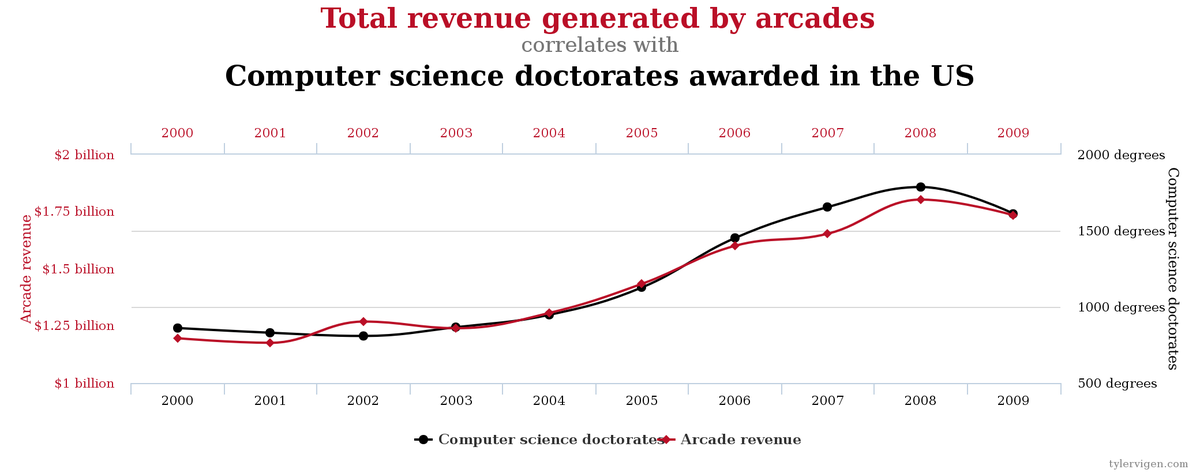 Total revenue generated by arcades
correlates with
Computer science doctorates awarded in the US
2000 2001 2002 2003 2004 2005 2006 2007 2008 2009
$2 billion
$1.75 billion
$1.5 billion
$1.25 billion
$1 billion
Arcade revenue
2000 degrees
1500 degrees
1000 degrees
500 degrees
Computer science doctorates
2000 2001 2002 2003 2004 2005 2006 2007 2008 2009
Computer science doctorates Arcade revenue
tylervigen.com